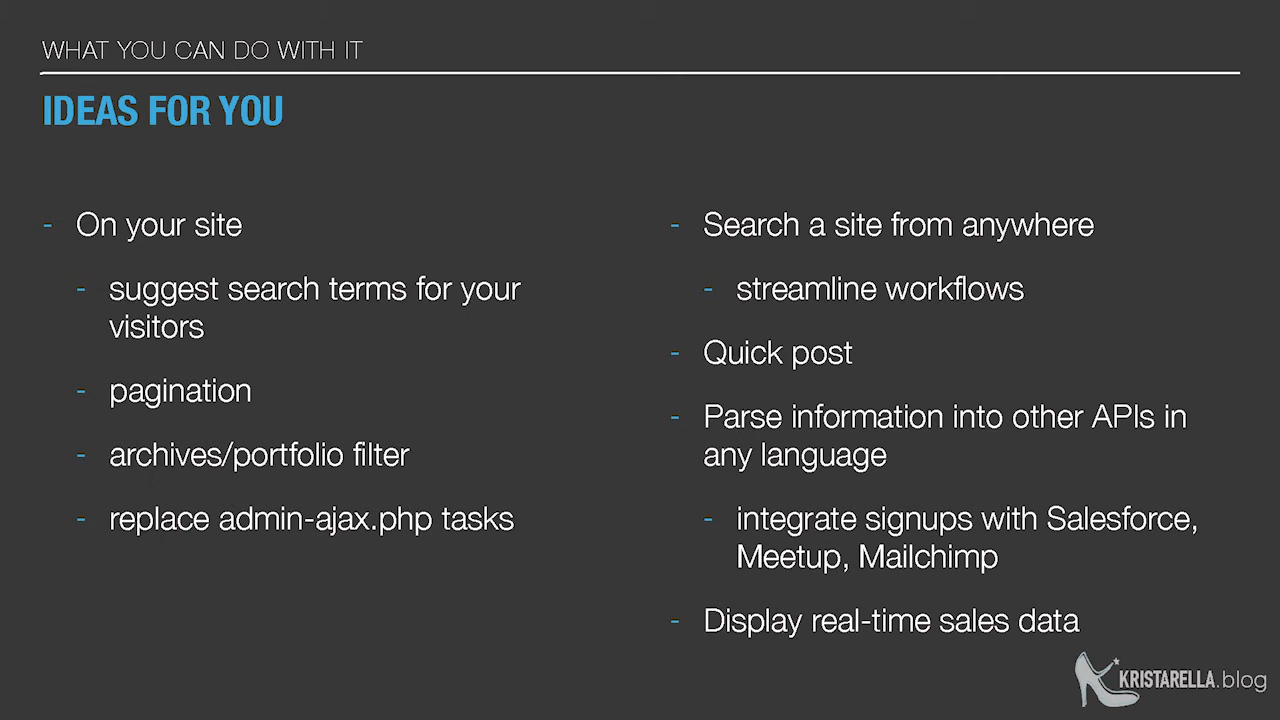 WHAT YOU CAN DO WITH IT
IDEAS FOR YOU
- On your site
- suggest search terms for your
visitors
- pagination
- archives/portfolio filter
- replace admin-ajax.php tasks
- Search a site from anywhere
- streamline workflows
- Quick post
- Parse information into other APIs in
any language
- integrate signups with Salesforce,
Meetup, Mailchimp
- Display real-time sales data
KRISTARELLA.blog